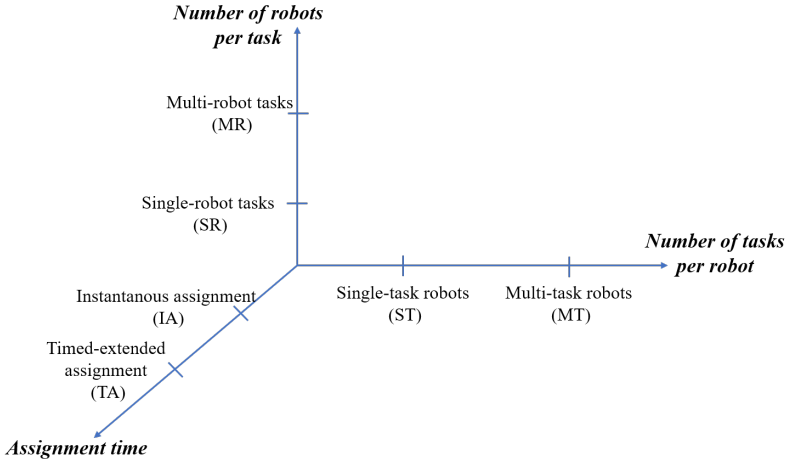 Number of robots
per task
Multi-robot tasks
(MR)
Single-robot tasks
(SR)
Number of tasks
per robot
Single-task robots
(ST)
Multi-task robots
(MT)
Instantanous assignment
(IA)
Timed-extended
assignment
(TA)
Assignment time